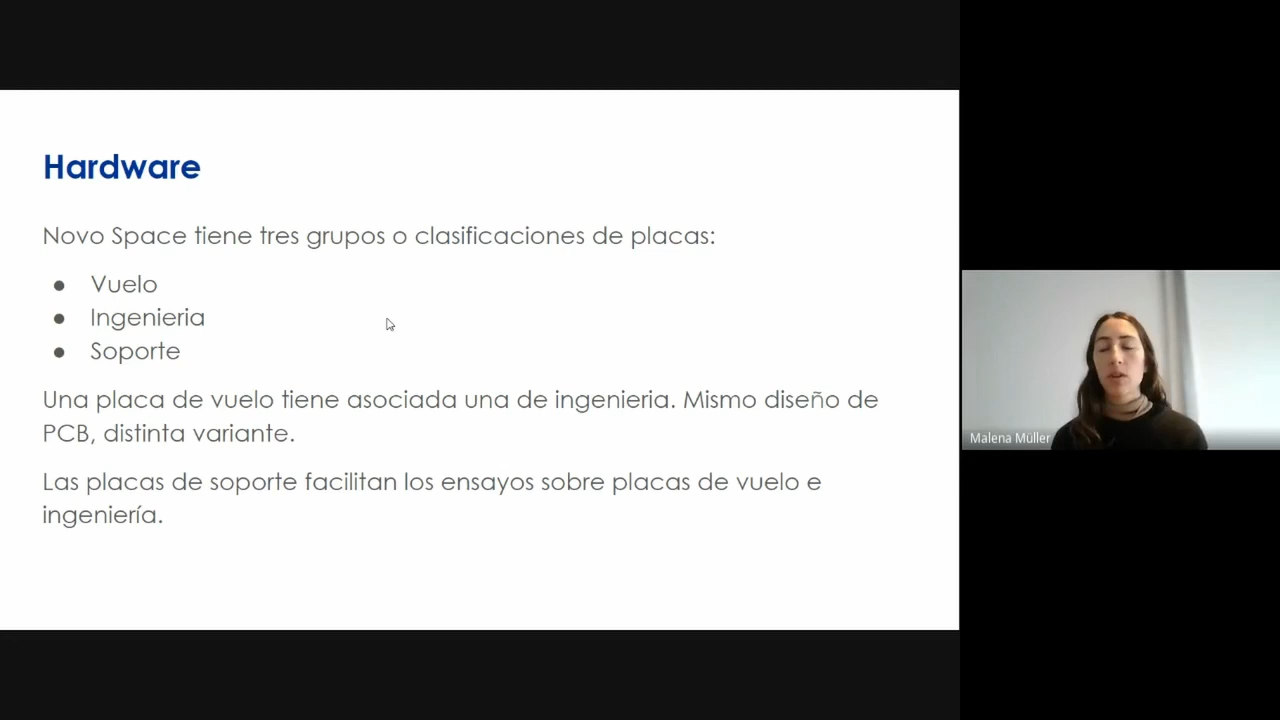 Hardware
Novo Space tiene tres grupos o clasificaciones de placas:
● Vuelo
● Ingenieria
● Soporte
Una placa de vuelo tiene asociada una de ingenieria. Mismo diseño de
PCB, distinta variante.
Las placas de soporte facilitan los ensayos sobre placas de vuelo e
ingeniería.
Malena Müller